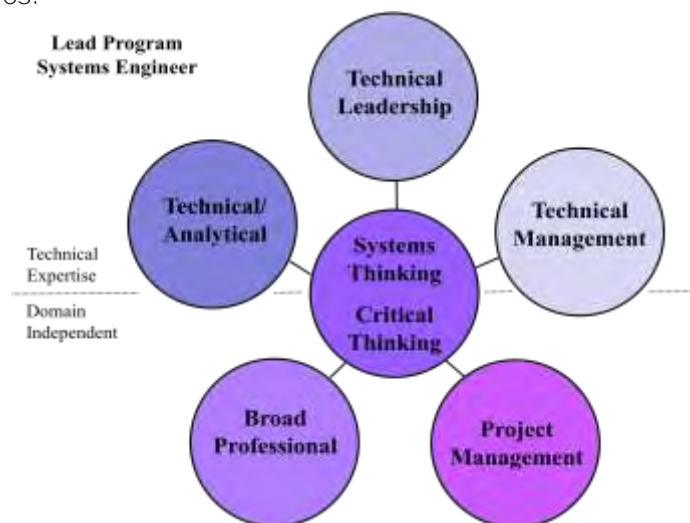 Lead Program
Systems Engineer
Technical
Leadership
Technical/
Analytical
Technical
Management
Systems
Thinking
Critical
Thinking
Technical
Expertise
Domain
Independent
Broad
Professional
Project
Management